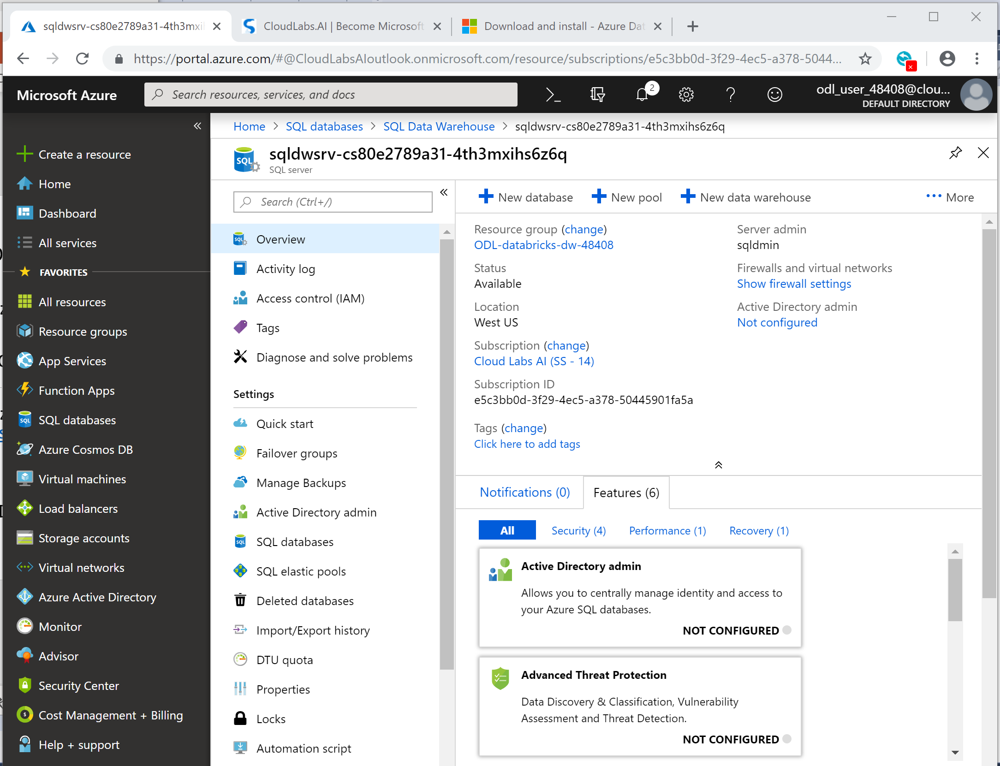 sqldwsrv-cs80e2789a31-4th3mxi
CloudLabs.AI | Become Microsoft
Download and install - Azure Dat
https://portal.azure.com/#@CloudLabsAIoutlook.onmicrosoft.com/resource/subscriptions/e5c3bb0d-3f29-4ec5-a378-5044...
Microsoft Azure
Search resources, services, and docs
2
odl_user_48408@clou...
DEFAULT DIRECTORY
Create a resource
Home
Dashboard
All services
FAVORITES
All resources
Resource groups
App Services
Function Apps
SQL databases
Azure Cosmos DB
Virtual machines
Load balancers
Storage accounts
Virtual networks
Azure Active Directory
Monitor
Advisor
Security Center
Cost Management + Billing
Help + support
Home > SQL databases > SQL Data Warehouse > sqldwsrv-cs80e2789a31-4th3mxihs6z6q
SQL
sqldwsrv-cs80e2789a31-4th3mxihs6z6q
SQL server
Search (Ctrl+/)
Overview
Activity log
Access control (IAM)
Tags
Diagnose and solve problems
Settings
Quick start
Failover groups
Manage Backups
Active Directory admin
SQL databases
SQL elastic pools
Deleted databases
Import/Export history
DTU quota
Properties
Locks
Automation script
New database
New pool
New data warehouse
More
Resource group (change)
ODL-databricks-dw-48408
Status
Available
Location
West US
Subscription (change)
Cloud Labs AI (SS - 14)
Subscription ID
e5c3bb0d-3f29-4ec5-a378-50445901fa5a
Tags (change)
Click here to add tags
Server admin
sqldmin
Firewalls and virtual networks
Show firewall settings
Active Directory admin
Not configured
Notifications (0)
Features (6)
All
Security (4)
Performance (1)
Recovery (1)
Active Directory admin
Allows you to centrally manage identity and access to
your Azure SQL databases.
NOT CONFIGURED
Advanced Threat Protection
Data Discovery & Classification, Vulnerability
Assessment and Threat Detection.
NOT CONFIGURED